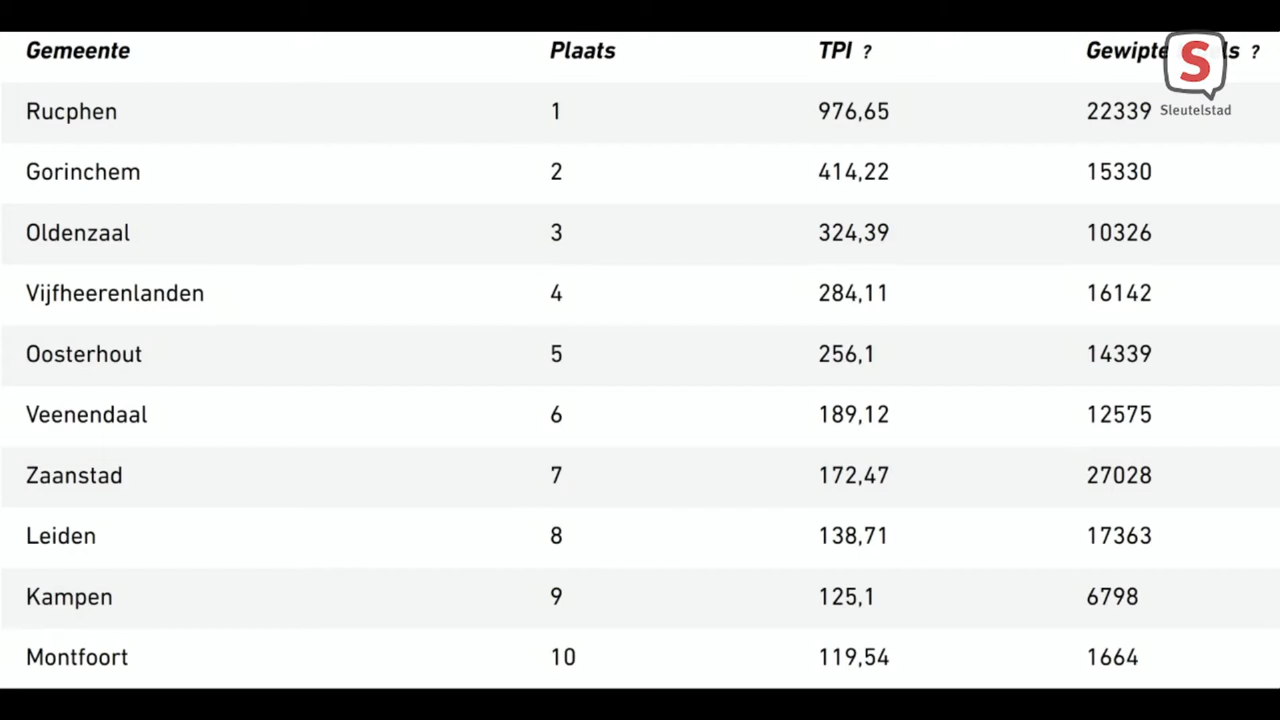 Gemeente Plaats TPI ? Gewipte ls ?
Rucphen 1 976,65 22339
Gorinchem 2 414,22 15330
Oldenzaal 3 324,39 10326
Vijfheerenlanden 4 284,11 16142
Oosterhout 5 256,1 14339
Veenendaal 6 189,12 12575
Zaanstad 7 172,47 27028
Leiden 8 138,71 17363
Kampen 9 125,1 6798
Montfoort 10 119,54 1664
S
Sleutelstad